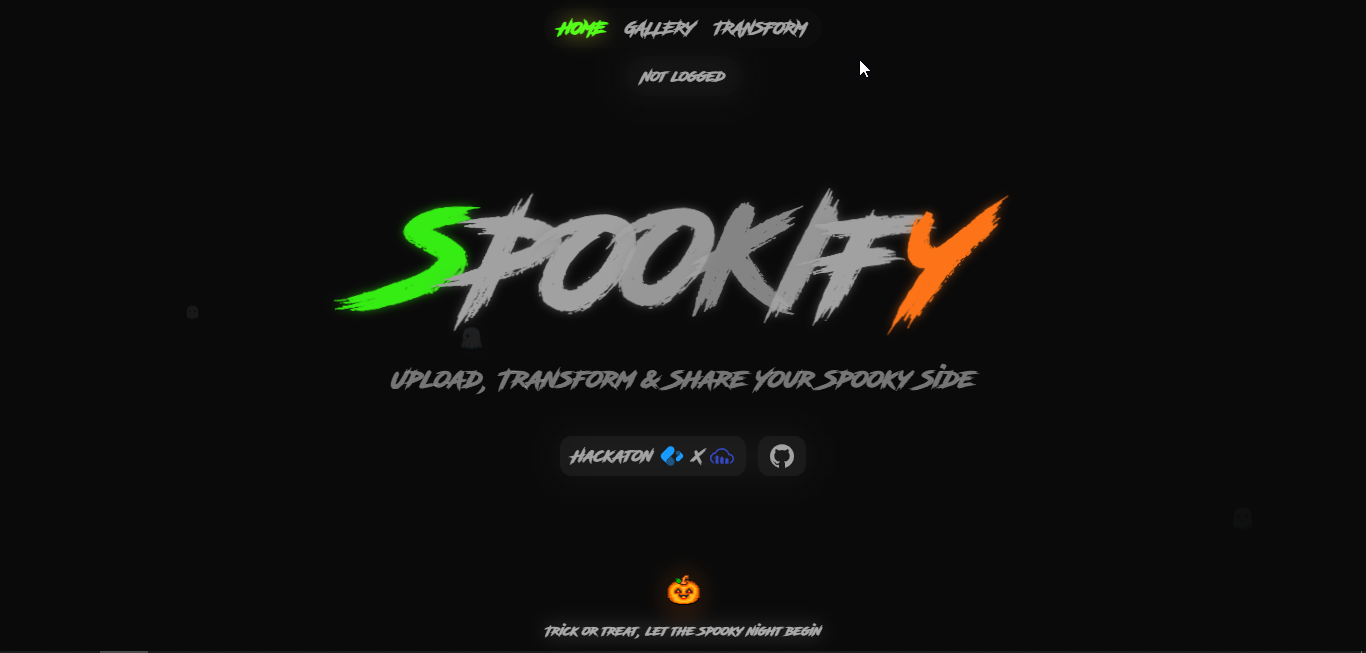 HOME GALLERY TRANSFORM
NOT LOGGED
SPOOKIFY
UPLOAD, TRANSFORM & SHARE YOUR SPOOKY SIDE
HACKATON X
TRICK OR TREAT, LET THE SPOOKY NIGHT BEGIN